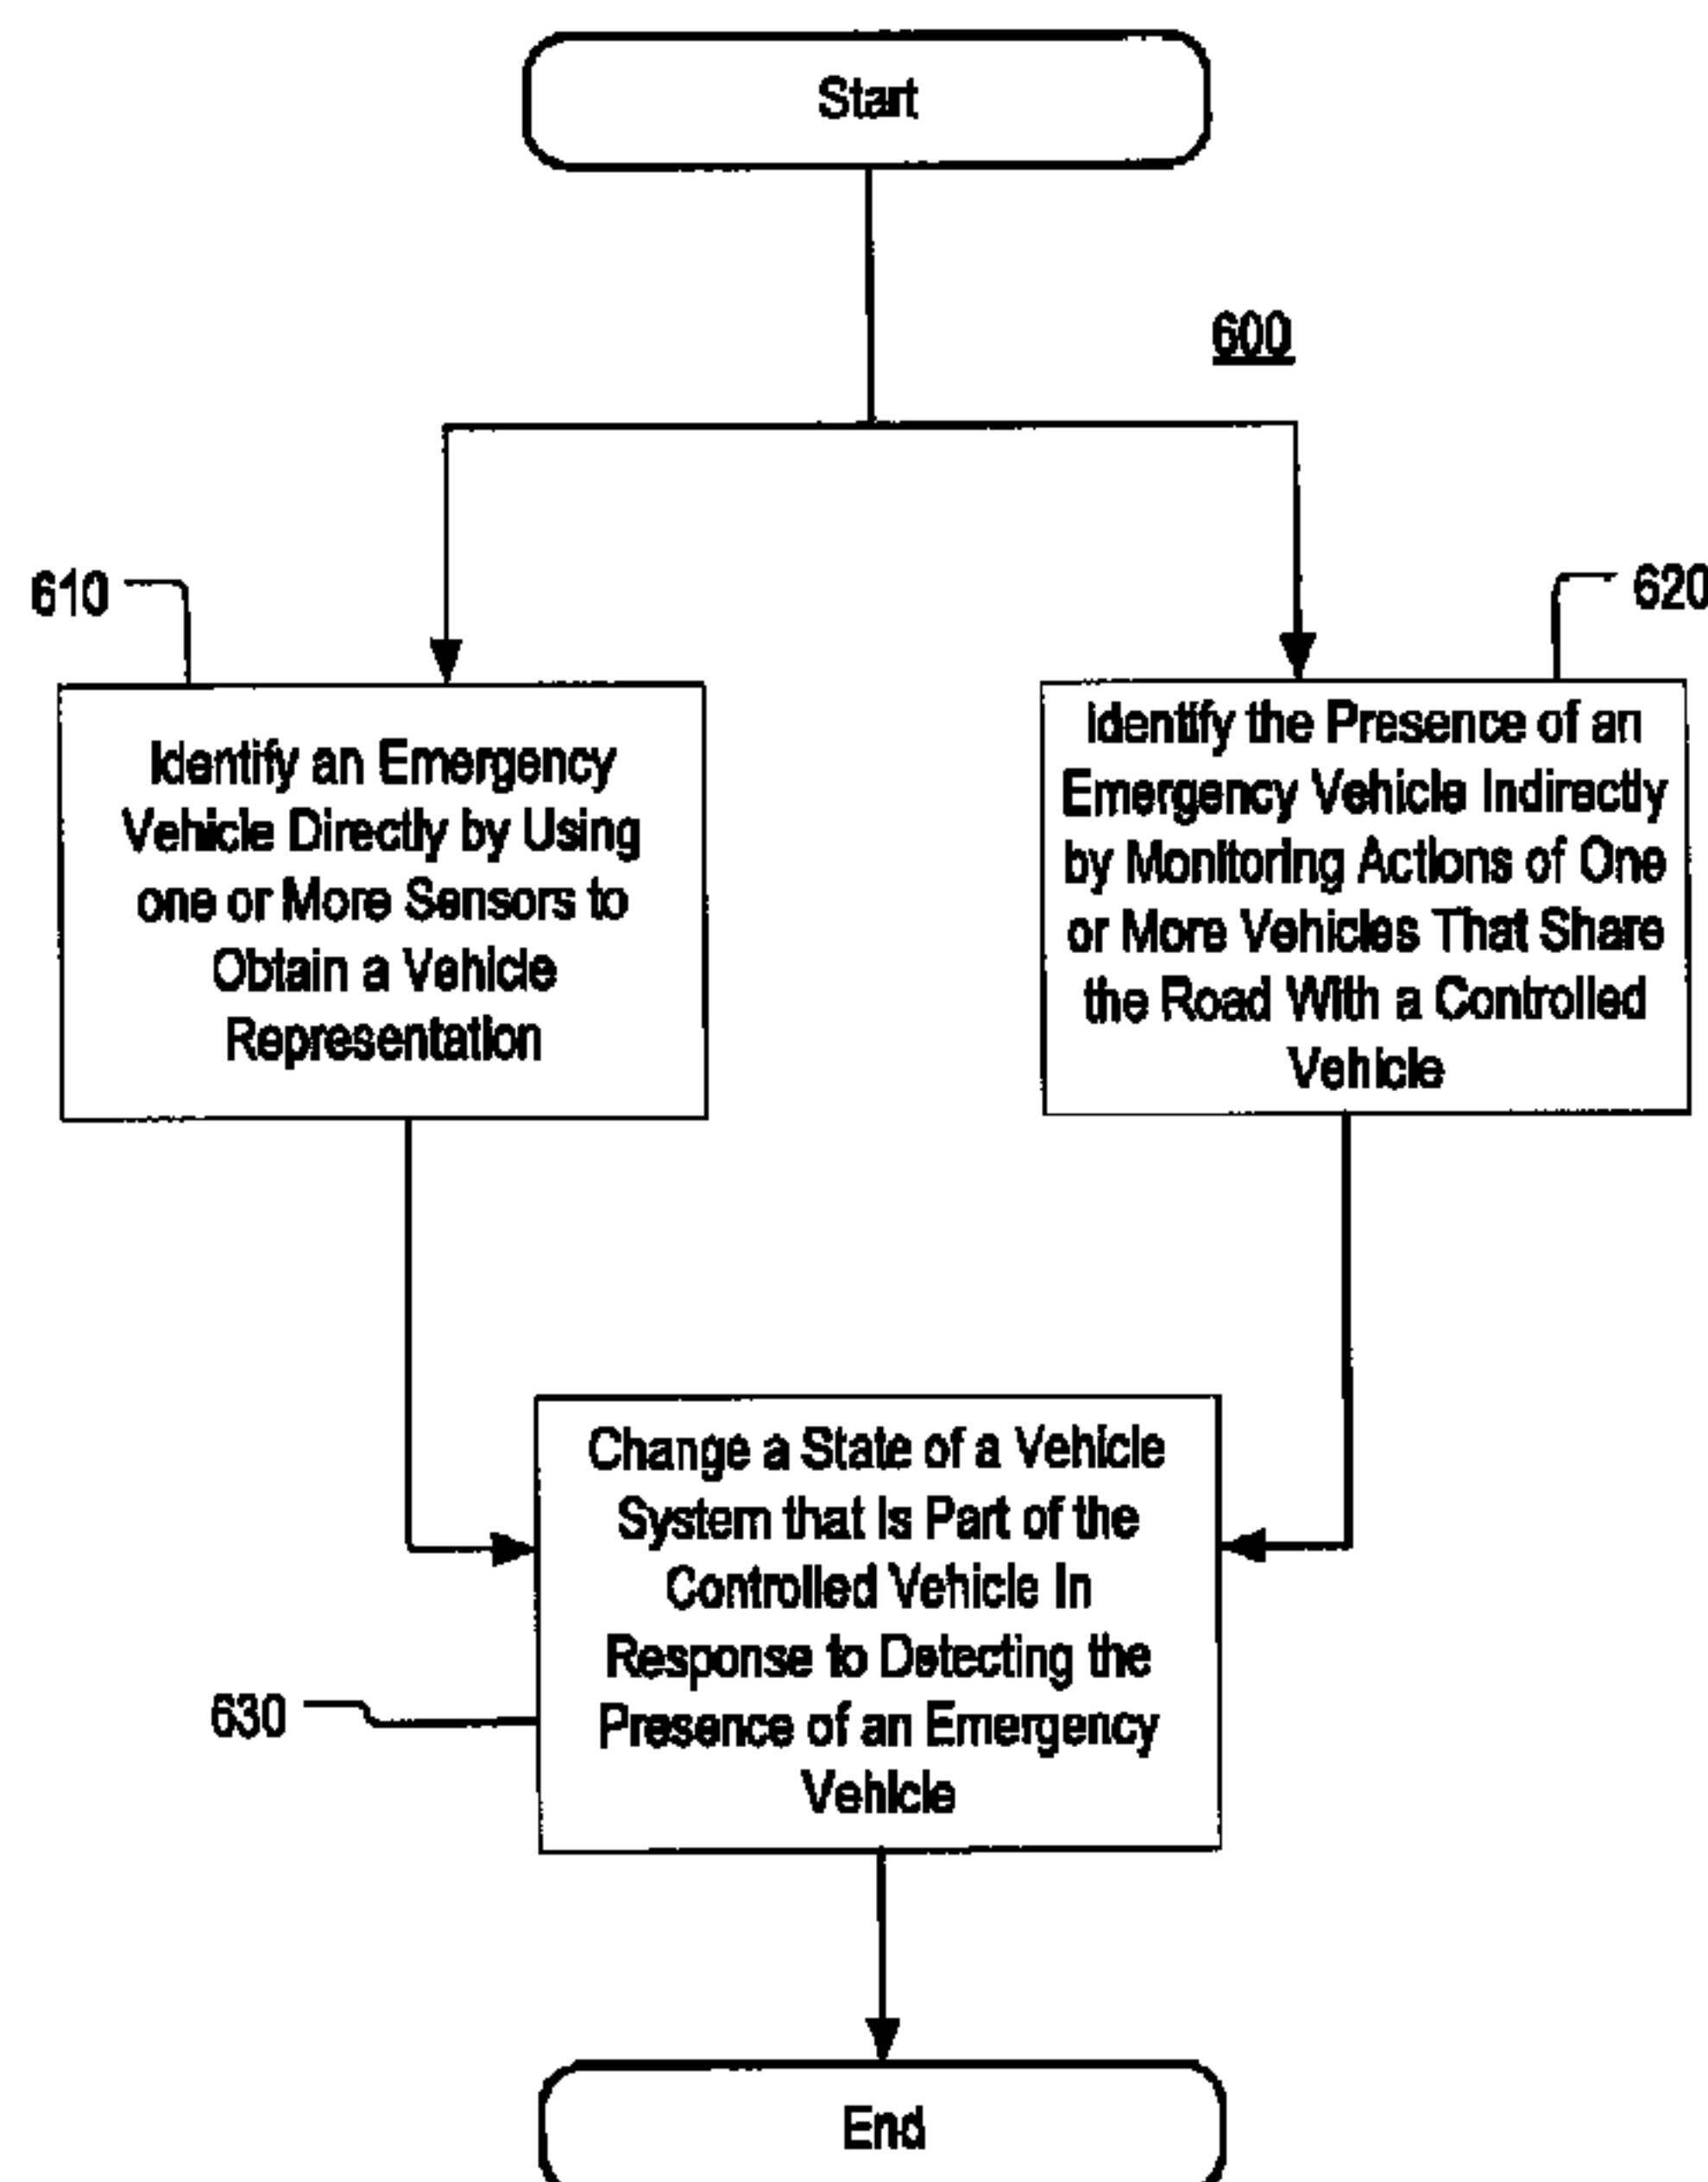 Start
600
610
620
Identify an Emergency
Vehicle Directly by Using
one or More Sensors to
Obtain a Vehicle
Representation
Identify the Presence of an
Emergency Vehicle Indirectly
by Monitoring Actions of One
or More Vehicles That Share
the Road With a Controlled
Vehicle
Change a State of a Vehicle
System that Is Part of the
Controlled Vehicle In
Response to Detecting the
Presence of an Emergency
Vehicle
630
End